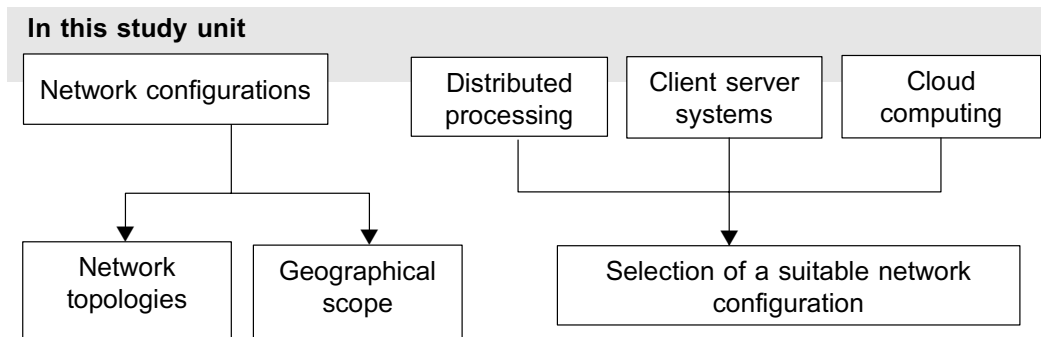 In this study unit
Network configurations
Distributed
processing
Client server
systems
Cloud
computing
Network
topologies
Geographical
scope
Selection of a suitable network
configuration